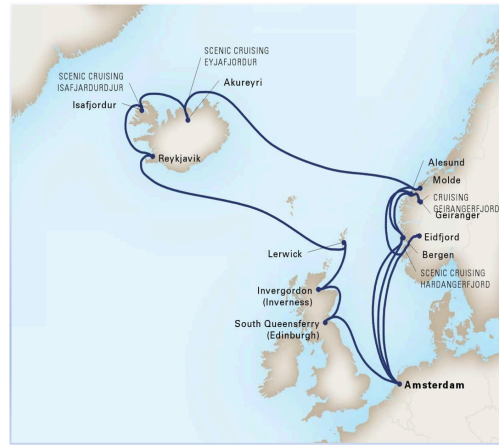 SCENIC CRUISING
EYJAFJORDUR
SCENIC CRUISING
ISAFJARDURDJUR
Akureyri
Isafjordur
Reykjavik
Alesund
Molde
CRUISING
GEIRANGERFJORD
Geiranger
Eidfjord
Bergen
SCENIC CRUISING
HARDANGERFJORD
Lerwick
Invergordon
(Inverness)
South Queensferry
(Edinburgh)
Amsterdam